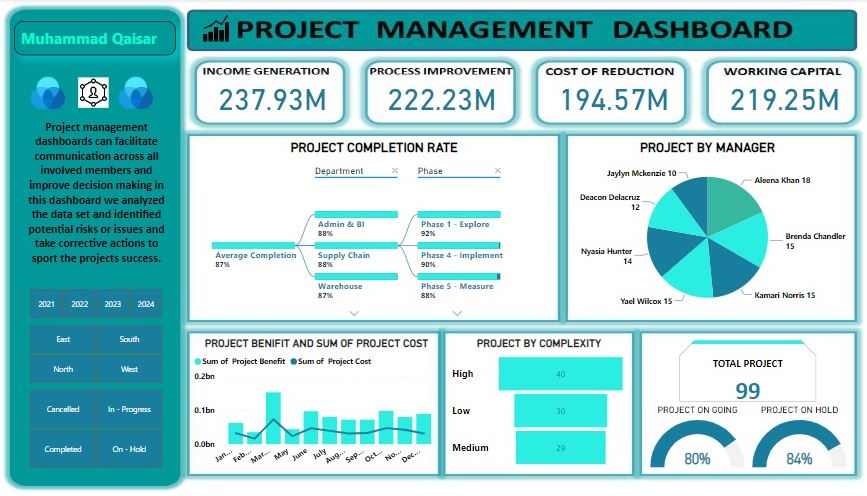 Muhammad Qaisar
PROJECT MANAGEMENT DASHBOARD
Project management
dashboards can facilitate
communication across all
involved members and
improve decision making in
this dashboard we analyzed
the data set and identified
potential risks or issues and
take corrective actions to
sport the projects success.
2021 2022 2023 2024
East South
North West
Cancelled In - Progress
Completed On - Hold
INCOME GENERATION
237.93M
PROCESS IMPROVEMENT
222.23M
COST OF REDUCTION
194.57M
WORKING CAPITAL
219.25M
PROJECT COMPLETION RATE
Department Phase
Average Completion
87%
Admin & BI
88%
Supply Chain
88%
Warehouse
87%
Phase 1 - Explore
92%
Phase 4 - Implement
90%
Phase 5 - Measure
88%
PROJECT BY MANAGER
Jaylyn Mckenzie 10
Aleena Khan 18
Deacon Delacruz
12
Brenda Chandler
15
Nyasia Hunter
14
Yael Wilcox 15
Kamari Norris 15
PROJECT BENIFIT AND SUM OF PROJECT COST
Sum of Project Benefit Sum of Project Cost
0.2bn
0.1bn
0.0bn
Jan... Feb... Mar... May June July Aug... Sep... Oct... No... Dec...
PROJECT BY COMPLEXITY
High 40
Low 30
Medium 29
TOTAL PROJECT
99
PROJECT ON GOING
80%
PROJECT ON HOLD
84%